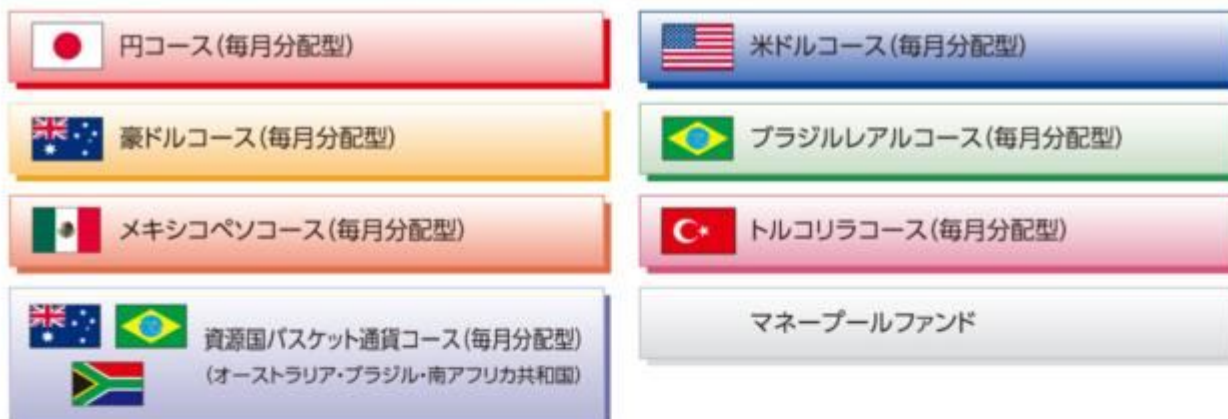 円コース(毎月分配型)
米ドルコース(毎月分配型)
豪ドルコース(毎月分配型)
ブラジルレアルコース(毎月分配型)
メキシコペソコース(毎月分配型)
トルコリラコース(毎月分配型)
資源国バスケット通貨コース(毎月分配型)
(オーストラリア・ブラジル・南アフリカ共和国)
マネープールファンド